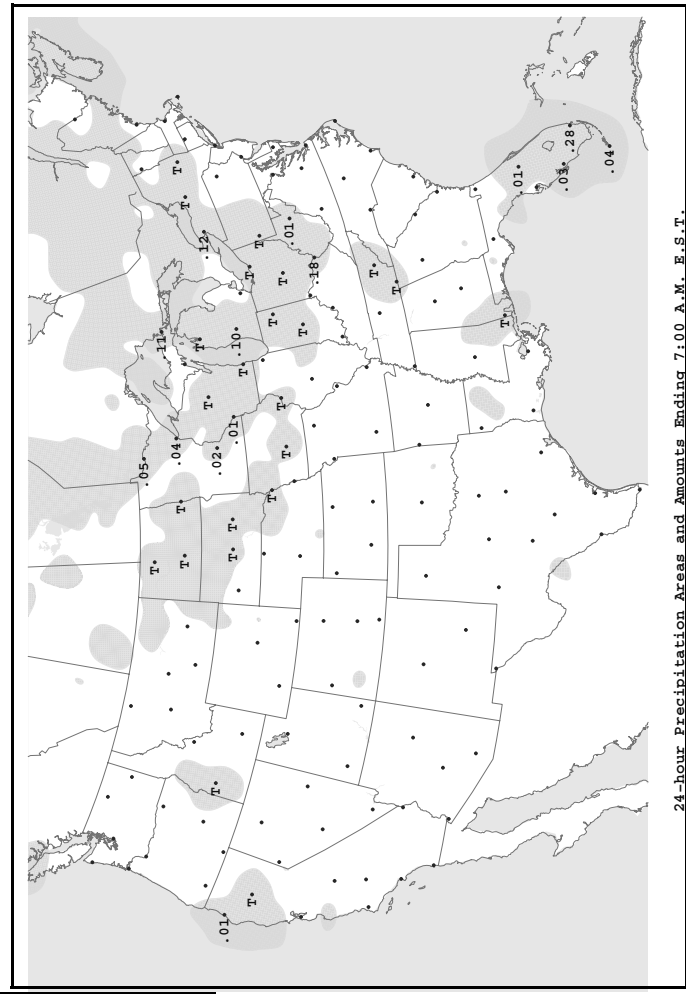 .05
T
.11
.04
T
T
T
T
T
.12
T
T
.02
.01
T
T
.01
.10
T
T
T
T
T
T
T
T
T
.01
T
.18
T
T
T
.01
.03
.28
.04
24-hour Precipitation Areas and Amounts Ending 7:00 A.M. E.S.T.